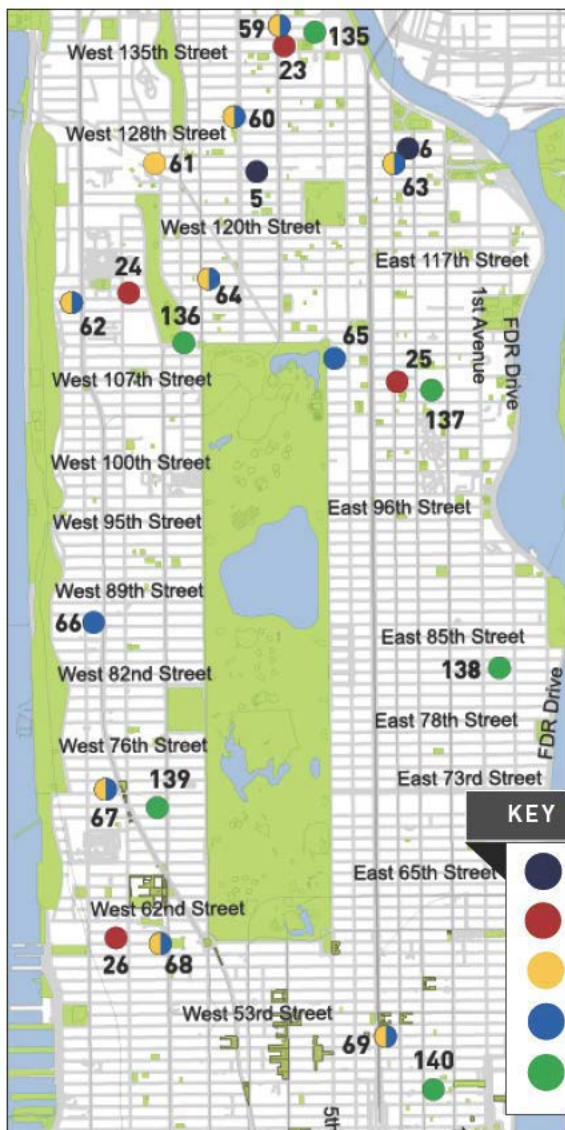 59
135
West 135th Street
23
60
West 128th Street
6
61
63
5
West 120th Street
East 117th Street
24
64
1st Avenue
FDR Drive
62
136
65
25
West 107th Street
137
West 100th Street
East 96th Street
West 95th Street
West 89th Street
66
East 85th Street
138
West 82nd Street
FDR Drive
East 78th Street
West 76th Street
139
East 73rd Street
67
KEY
East 65th Street
West 62nd Street
26
68
West 53rd Street
69
140
5th